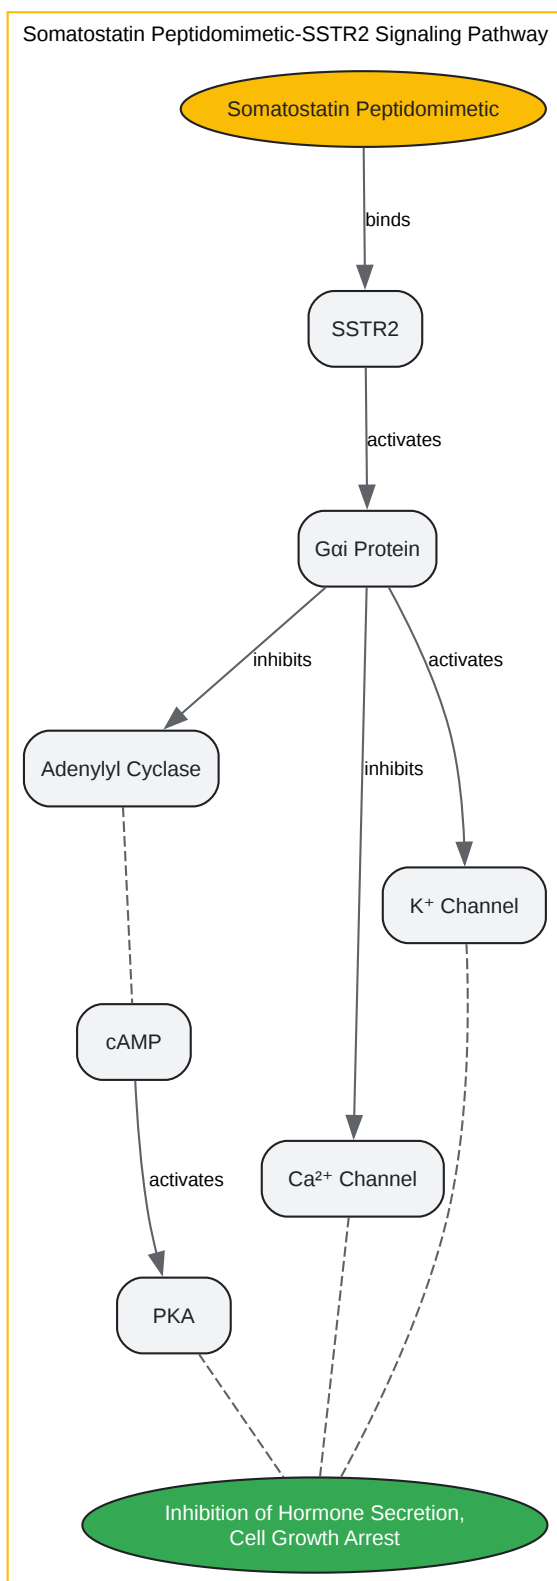 Somatostatin Peptidomimetic-SSTR2 Signaling Pathway
Somatostatin Peptidomimetic
binds
SSTR2
activates
Gαi Protein
inhibits
activates
Adenylyl Cyclase
inhibits
K⁺ Channel
cAMP
activates
Ca²⁺ Channel
PKA
Inhibition of Hormone Secretion,
Cell Growth Arrest